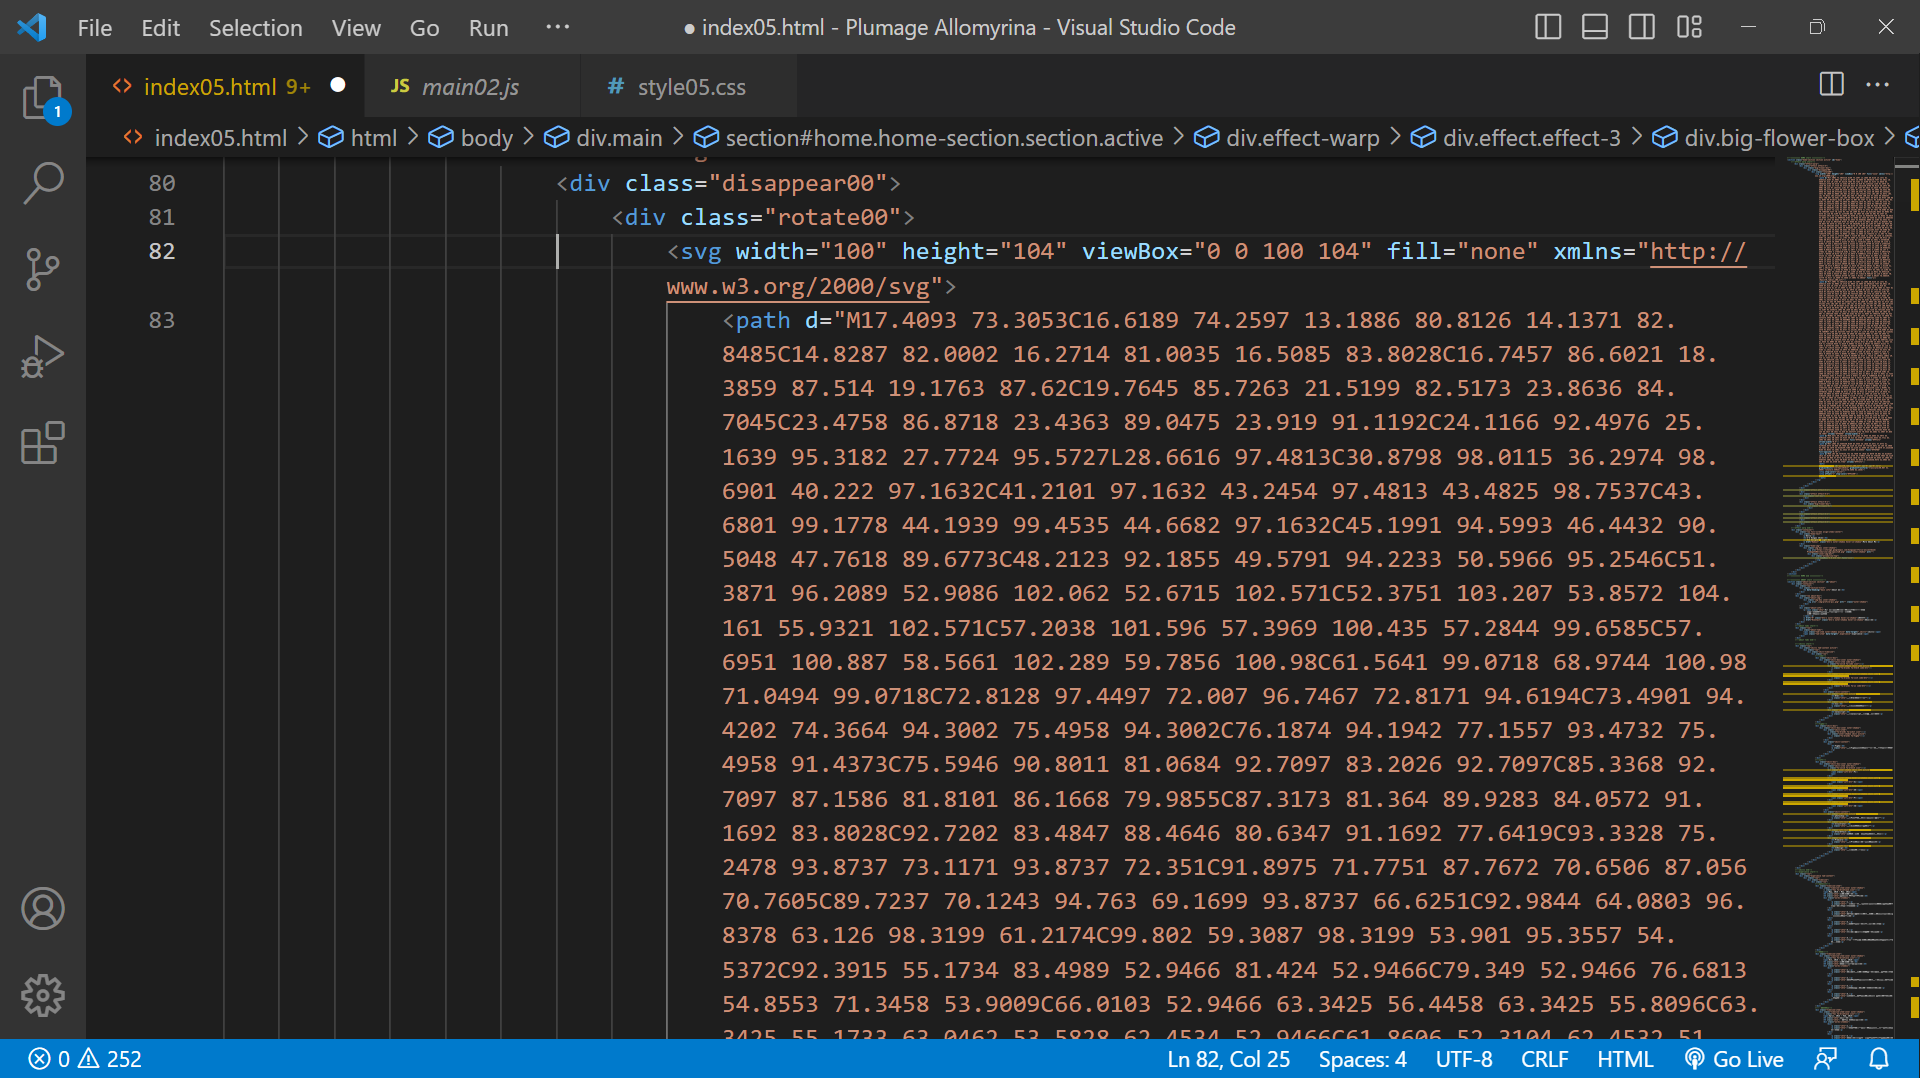 File Edit Selection View Go Run ··· ● index05.html - Plumage Allomyrina - Visual Studio Code
1
<> index05.html 9+ ● JS main02.js # style05.css
<> index05.html > html > body > div.main > section#home.home-section.section.active > div.effect-warp > div.effect.effect-3 > div.big-flower-box >
80 <div class="disappear00">
81 <div class="rotate00">
82 <svg width="100" height="104" viewBox="0 0 100 104" fill="none" xmlns="http://
www.w3.org/2000/svg">
83 <path d="M17.4093 73.3053C16.6189 74.2597 13.1886 80.8126 14.1371 82.
8485C14.8287 82.0002 16.2714 81.0035 16.5085 83.8028C16.7457 86.6021 18.
3859 87.514 19.1763 87.62C19.7645 85.7263 21.5199 82.5173 23.8636 84.
7045C23.4758 86.8718 23.4363 89.0475 23.919 91.1192C24.1166 92.4976 25.
1639 95.3182 27.7724 95.5727L28.6616 97.4813C30.8798 98.0115 36.2974 98.
6901 40.222 97.1632C41.2101 97.1632 43.2454 97.4813 43.4825 98.7537C43.
6801 99.1778 44.1939 99.4535 44.6682 97.1632C45.1991 94.5993 46.4432 90.
5048 47.7618 89.6773C48.2123 92.1855 49.5791 94.2233 50.5966 95.2546C51.
3871 96.2089 52.9086 102.062 52.6715 102.571C52.3751 103.207 53.8572 104.
161 55.9321 102.571C57.2038 101.596 57.3969 100.435 57.2844 99.6585C57.
6951 100.887 58.5661 102.289 59.7856 100.98C61.5641 99.0718 68.9744 100.98
71.0494 99.0718C72.8128 97.4497 72.007 96.7467 72.8171 94.6194C73.4901 94.
4202 74.3664 94.3002 75.4958 94.3002C76.1874 94.1942 77.1557 93.4732 75.
4958 91.4373C75.5946 90.8011 81.0684 92.7097 83.2026 92.7097C85.3368 92.
7097 87.1586 81.8101 86.1668 79.9855C87.3173 81.364 89.9283 84.0572 91.
1692 83.8028C92.7202 83.4847 88.4646 80.6347 91.1692 77.6419C93.3328 75.
2478 93.8737 73.1171 93.8737 72.351C91.8975 71.7751 87.7672 70.6506 87.056
70.7605C89.7237 70.1243 94.763 69.1699 93.8737 66.6251C92.9844 64.0803 96.
8378 63.126 98.3199 61.2174C99.802 59.3087 98.3199 53.901 95.3557 54.
5372C92.3915 55.1734 83.4989 52.9466 81.424 52.9466C79.349 52.9466 76.6813
54.8553 71.3458 53.9009C66.0103 52.9466 63.3425 56.4458 63.3425 55.8096C63.
3425 55.1733 63.0462 53.5828 62.4534 52.9466C61.8606 52.3104 62.4532 51.
0 252 Ln 82, Col 25 Spaces: 4 UTF-8 CRLF HTML Go Live